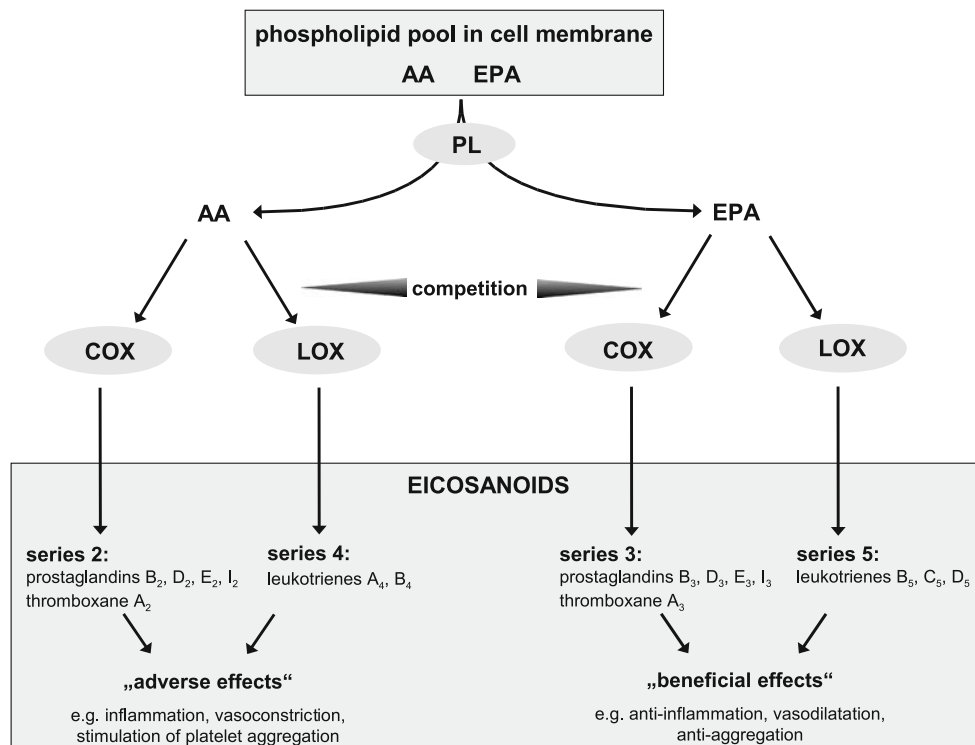 phospholipid pool in cell membrane
AA EPA
PL
AA EPA
competition
COX LOX COX LOX
EICOSANOIDS
series 2:
prostaglandins B₂, D₂, E₂, I₂
thromboxane A₂
series 4:
leukotrienes A₄, B₄
series 3:
prostaglandins B₃, D₃, E₃, I₃
thromboxane A₃
series 5:
leukotrienes B₅, C₅, D₅
„adverse effects“
e.g. inflammation, vasoconstriction,
stimulation of platelet aggregation
„beneficial effects“
e.g. anti-inflammation, vasodilatation,
anti-aggregation